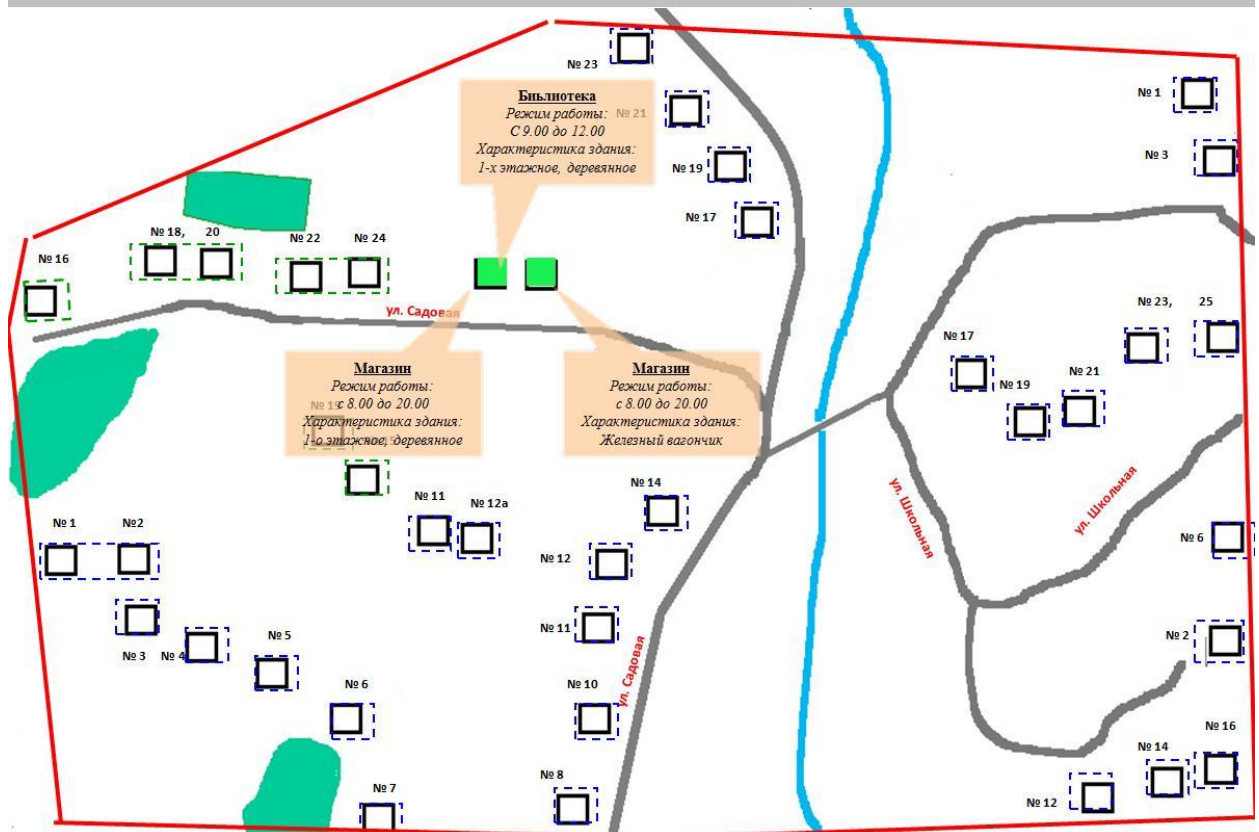 № 23
№ 1
Биьлиотека
Режим работы:
С 9.00 до 12.00
Характеристика здания:
1-х этажное, деревянное
№ 21
№ 19
№ 3
№ 17
№ 18, 20
№ 22
№ 24
№ 16
ул. Садовая
№ 23, 25
№ 17
№ 19
№ 21
Магазин
Режим работы:
с 8.00 до 20.00
Характеристика здания:
1-о этажное, деревянное
Магазин
Режим работы:
с 8.00 до 20.00
Характеристика здания:
Железный вагончик
№ 14
№ 11
№ 12а
ул. Школьная
ул. Школьная
№ 1
№2
№ 12
№ 6
№ 11
№ 5
№ 3
№ 4
№ 2
ул. Садовая
№ 6
№ 10
№ 16
№ 14
№ 7
№ 8
№ 12